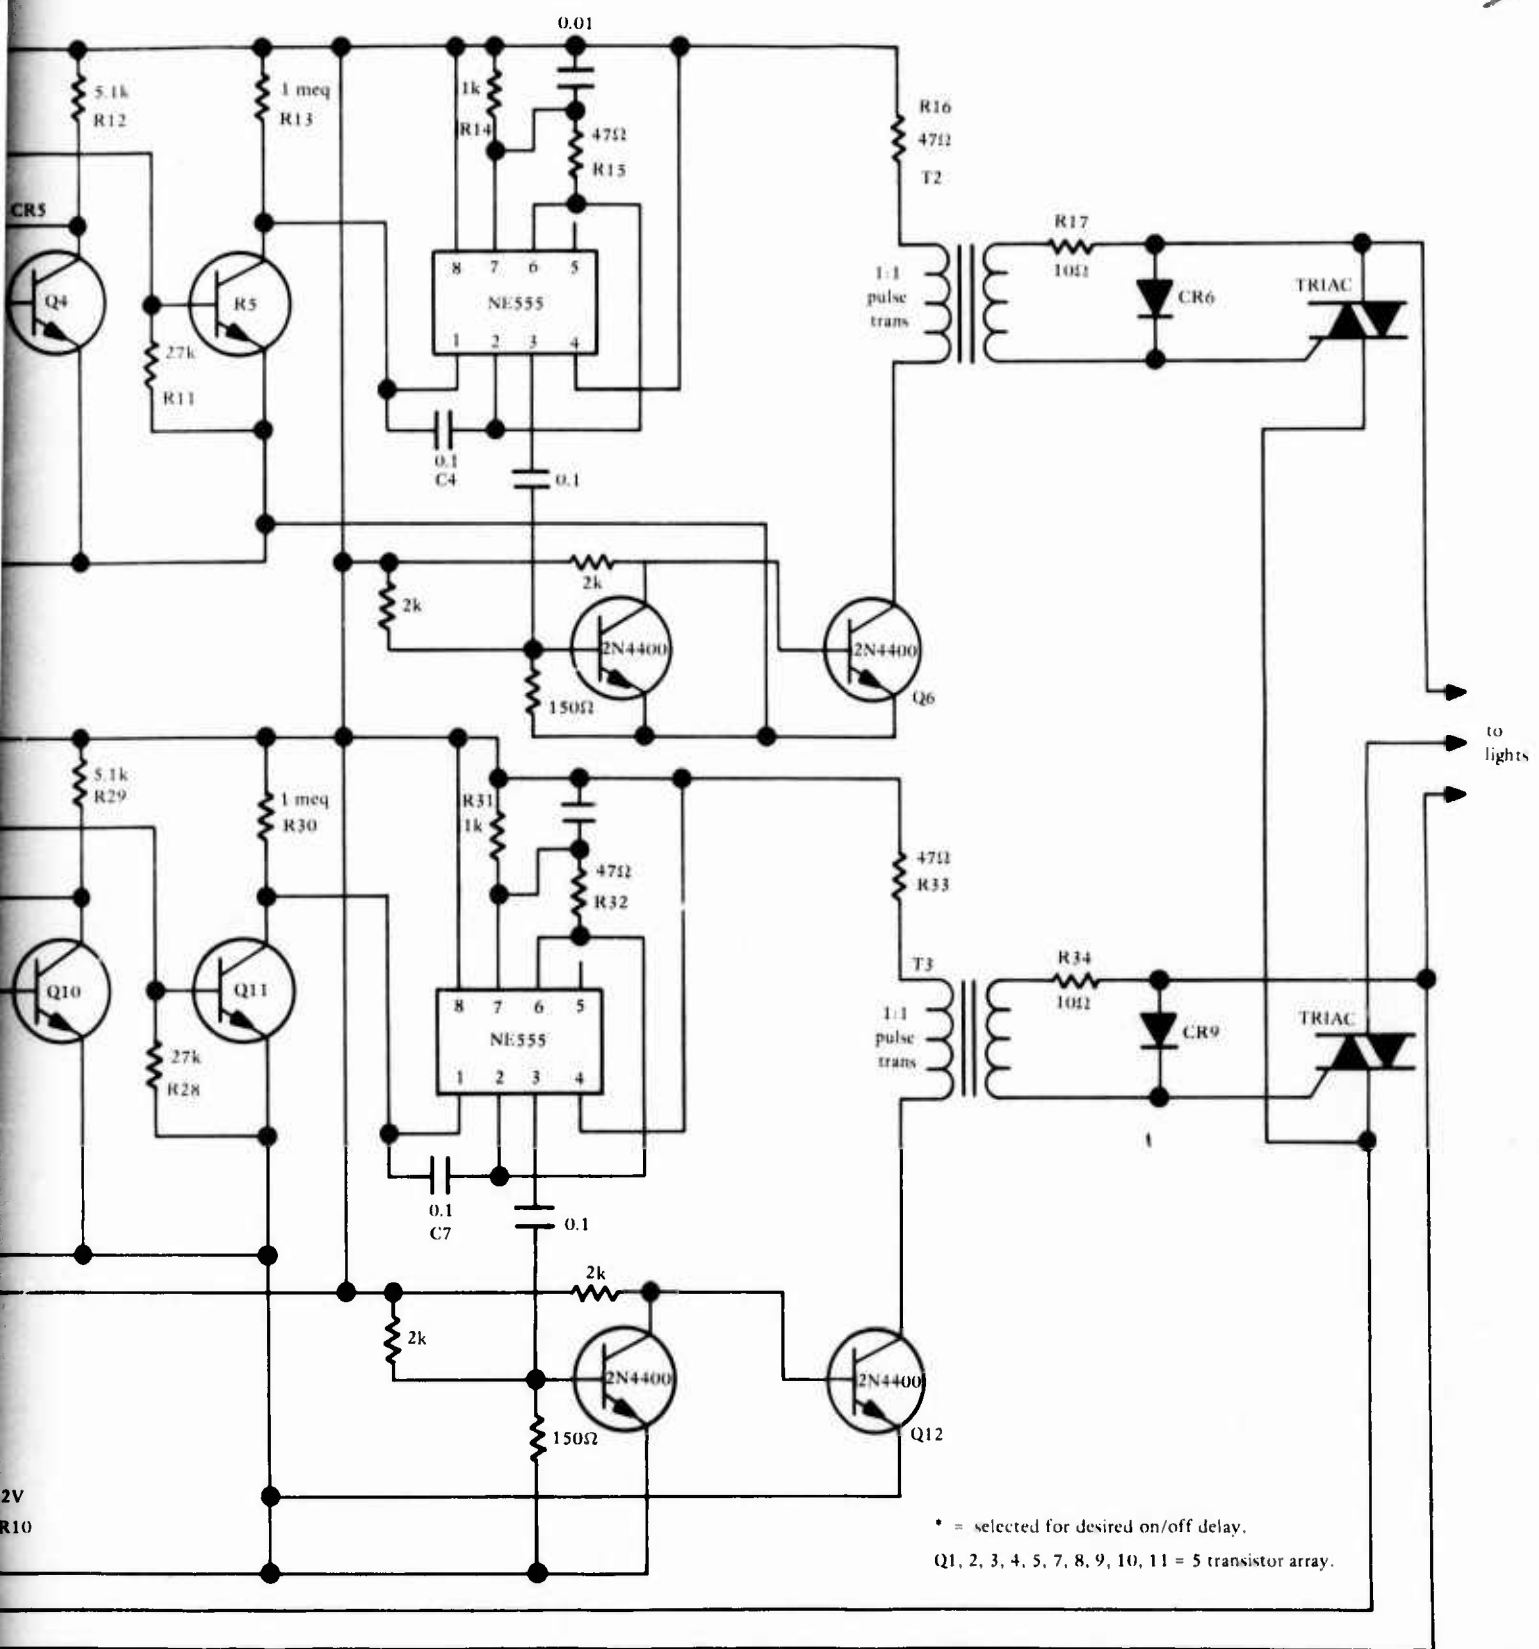 0.01
5.1k
R12
1 meq
R13
1k
R14
47Ω
R15
R16
47Ω
T2
CR5
Q4
R5
8 7 6 5
NE555
1 2 3 4
27k
R11
0.1
C4
0.1
1:1
pulse
trans
R17
10Ω
CR6
TRIAC
2k
2k
2N4400
2N4400
150Ω
Q6
to
lights
5.1k
R29
1 meq
R30
R31
1k
47Ω
R32
47Ω
R33
T3
Q10
Q11
8 7 6 5
NE555
1 2 3 4
27k
R28
1:1
pulse
trans
R34
10Ω
CR9
TRIAC
0.1
C7
0.1
2k
2k
2N4400
2N4400
150Ω
Q12
2V
R10
* = selected for desired on/off delay.
Q1, 2, 3, 4, 5, 7, 8, 9, 10, 11 = 5 transistor array.